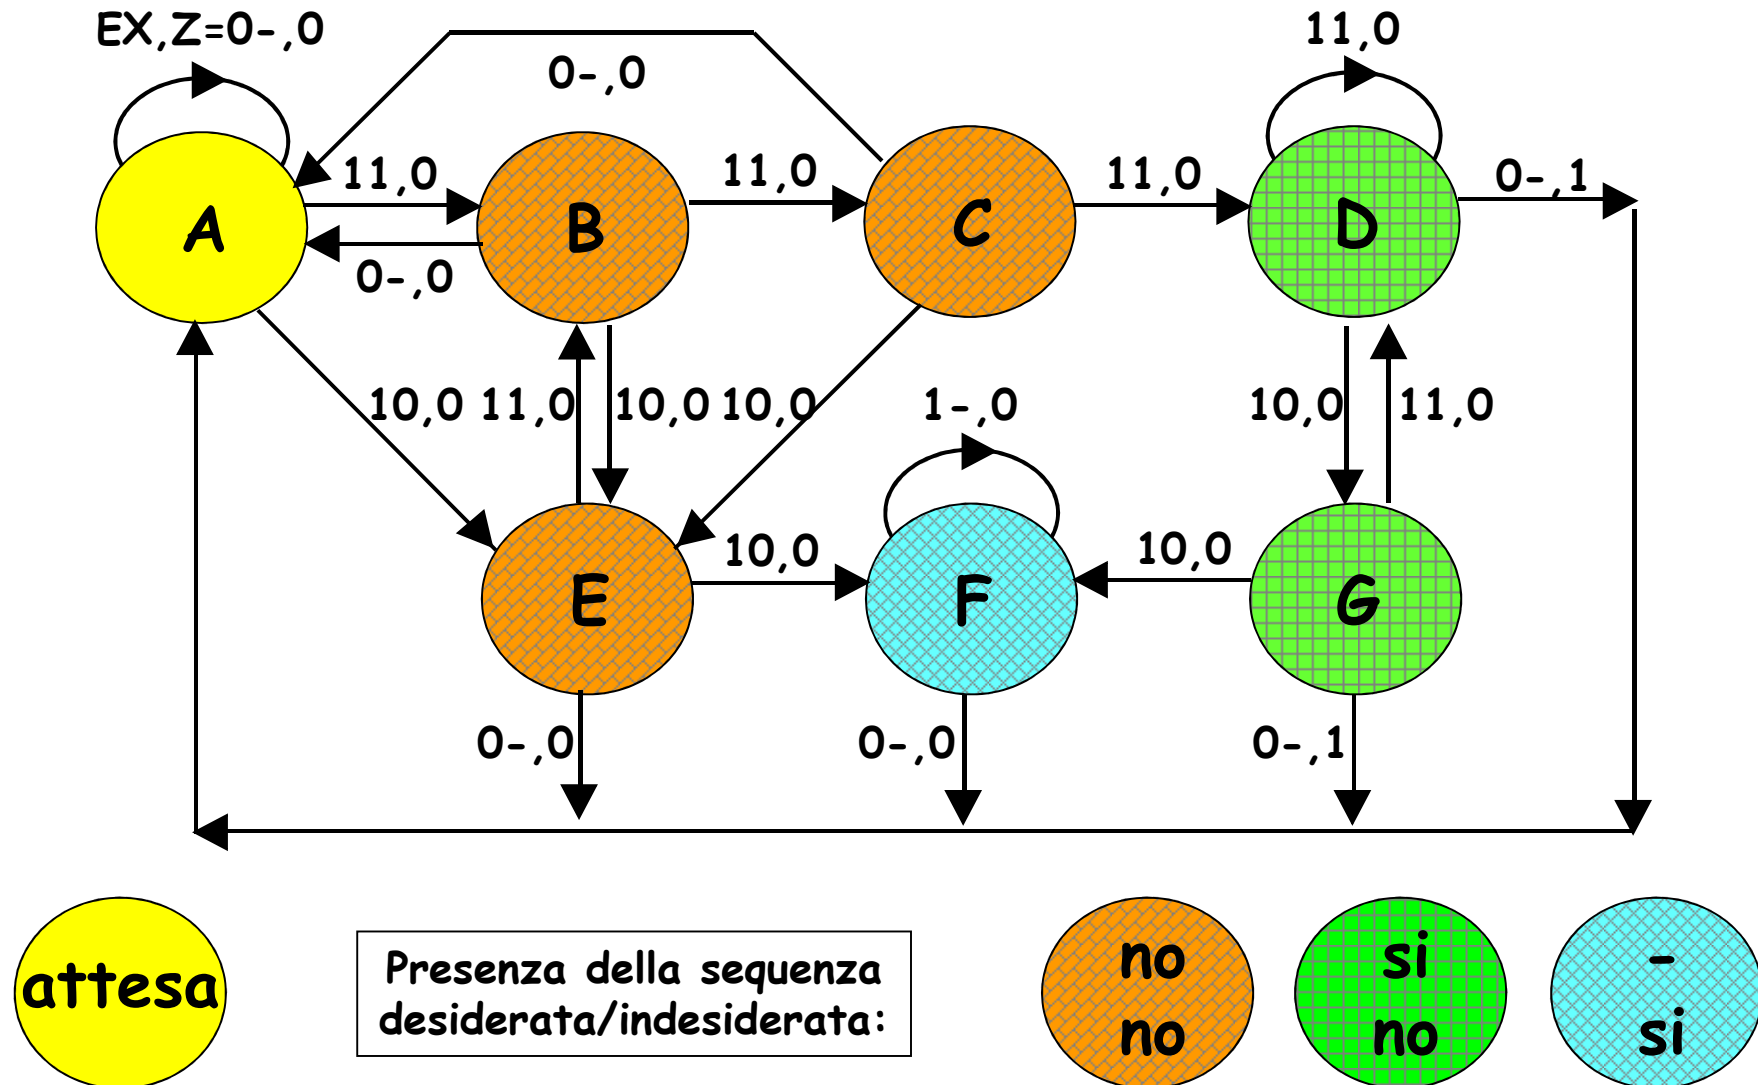 EX,Z=0-,0
11,0
0-,0
11,0
11,0
11,0
0-,1
A
B
C
D
0-,0
10,0
11,0
10,0
10,0
1-,0
10,0
11,0
10,0
10,0
E
F
G
0-,0
0-,0
0-,1
attesa
Presenza della sequenza
desiderata/indesiderata:
no
no
si
no
-
si